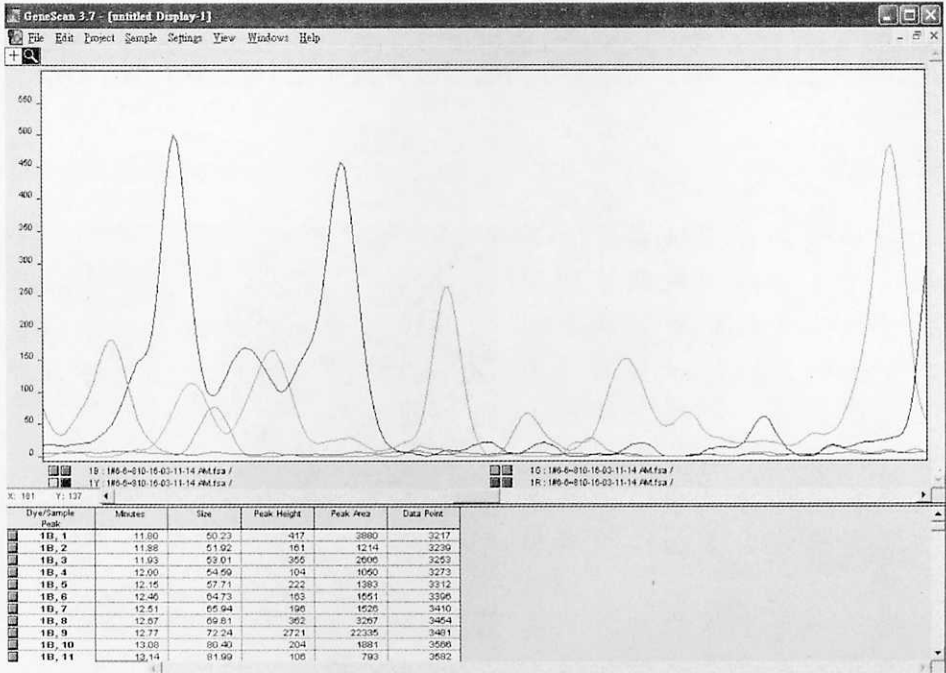 GeneScan 3.7 - [untitled Display-1]
File Edit Project Sample Settings View Windows Help
550
500
450
400
350
300
250
200
150
100
50
0
1B : 1#6-6-810-16-03-11-14 AM.fsa /
1G : 1#6-6-810-16-03-11-14 AM.fsa /
1Y : 1#6-6-810-16-03-11-14 AM.fsa /
1R : 1#6-6-810-16-03-11-14 AM.fsa /
X: 181 Y: 137
Dye/Sample Peak Minutes Size Peak Height Peak Area Data Point
1B, 1 11.80 50.23 417 3880 3217
1B, 2 11.88 51.92 161 1214 3239
1B, 3 11.93 53.01 355 2606 3253
1B, 4 12.00 54.59 104 1050 3273
1B, 5 12.15 57.71 222 1383 3312
1B, 6 12.46 64.73 163 1551 3396
1B, 7 12.51 65.94 196 1526 3410
1B, 8 12.67 69.81 362 3267 3454
1B, 9 12.77 72.24 2721 22335 3481
1B, 10 13.08 80.40 204 1881 3566
1B, 11 13.14 81.99 106 793 3582